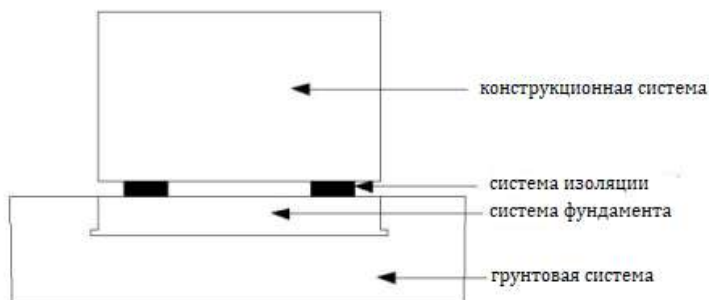 конструкционная система
система изоляции
система фундамента
грунтовая система